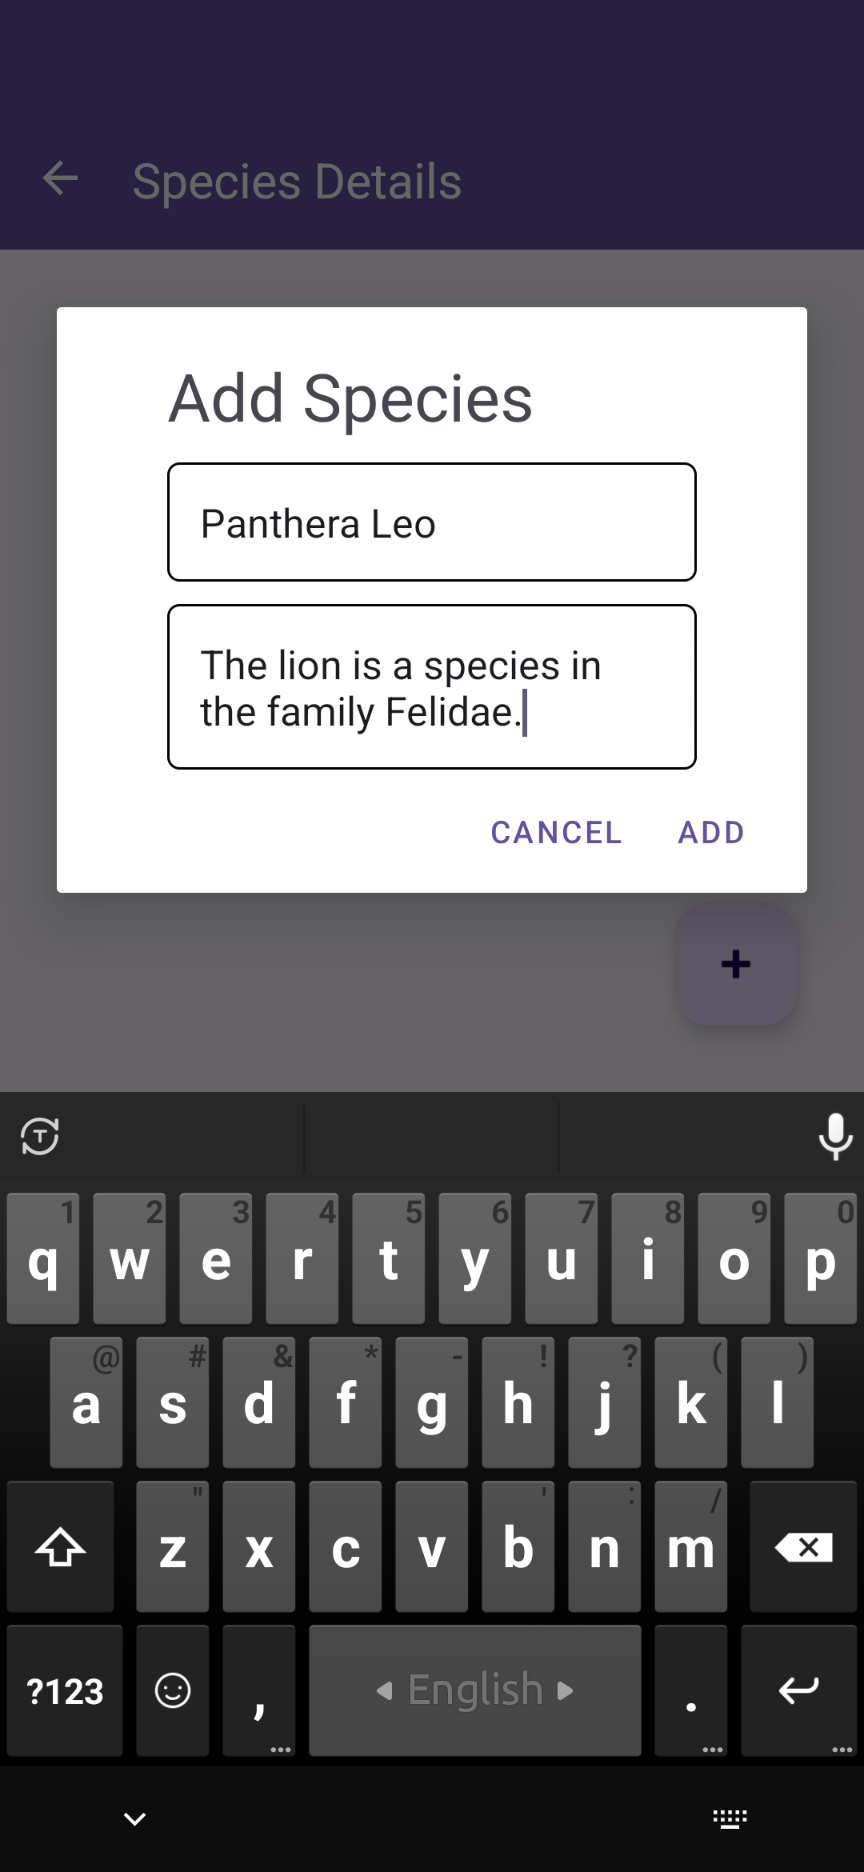 Species Details
Add Species
Panthera Leo
The lion is a species in
the family Felidae.
CANCEL ADD
+
T
1 2 3 4 5 6 7 8 9 0
q w e r t y u i o p
@ # & * - ! ? ( )
a s d f g h j k l
" ' : /
z x c v b n m
?123 , English .